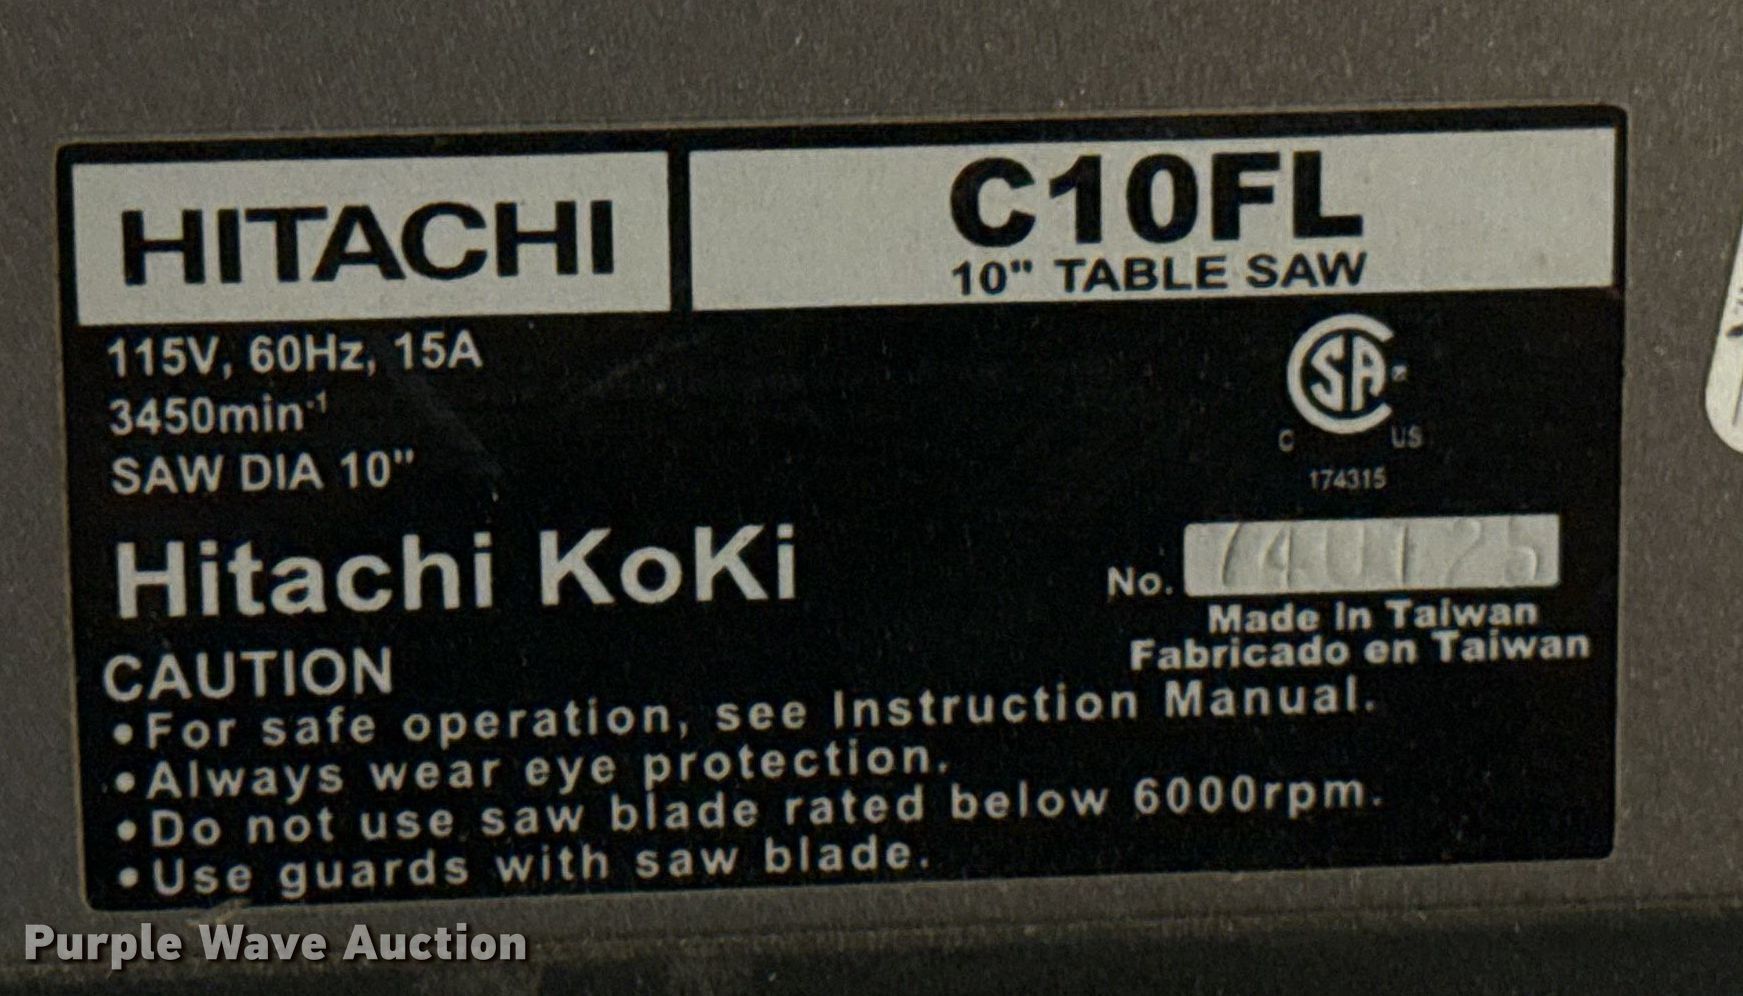 HITACHI
C10FL
10" TABLE SAW
115V, 60Hz, 15A
3450min⁻¹
SAW DIA 10"
CSA
C US
174315
Hitachi KoKi
No. 740125
Made in Taiwan
Fabricado en Taiwan
CAUTION
•For safe operation, see Instruction Manual.
•Always wear eye protection.
•Do not use saw blade rated below 6000rpm.
•Use guards with saw blade.
Purple Wave Auction